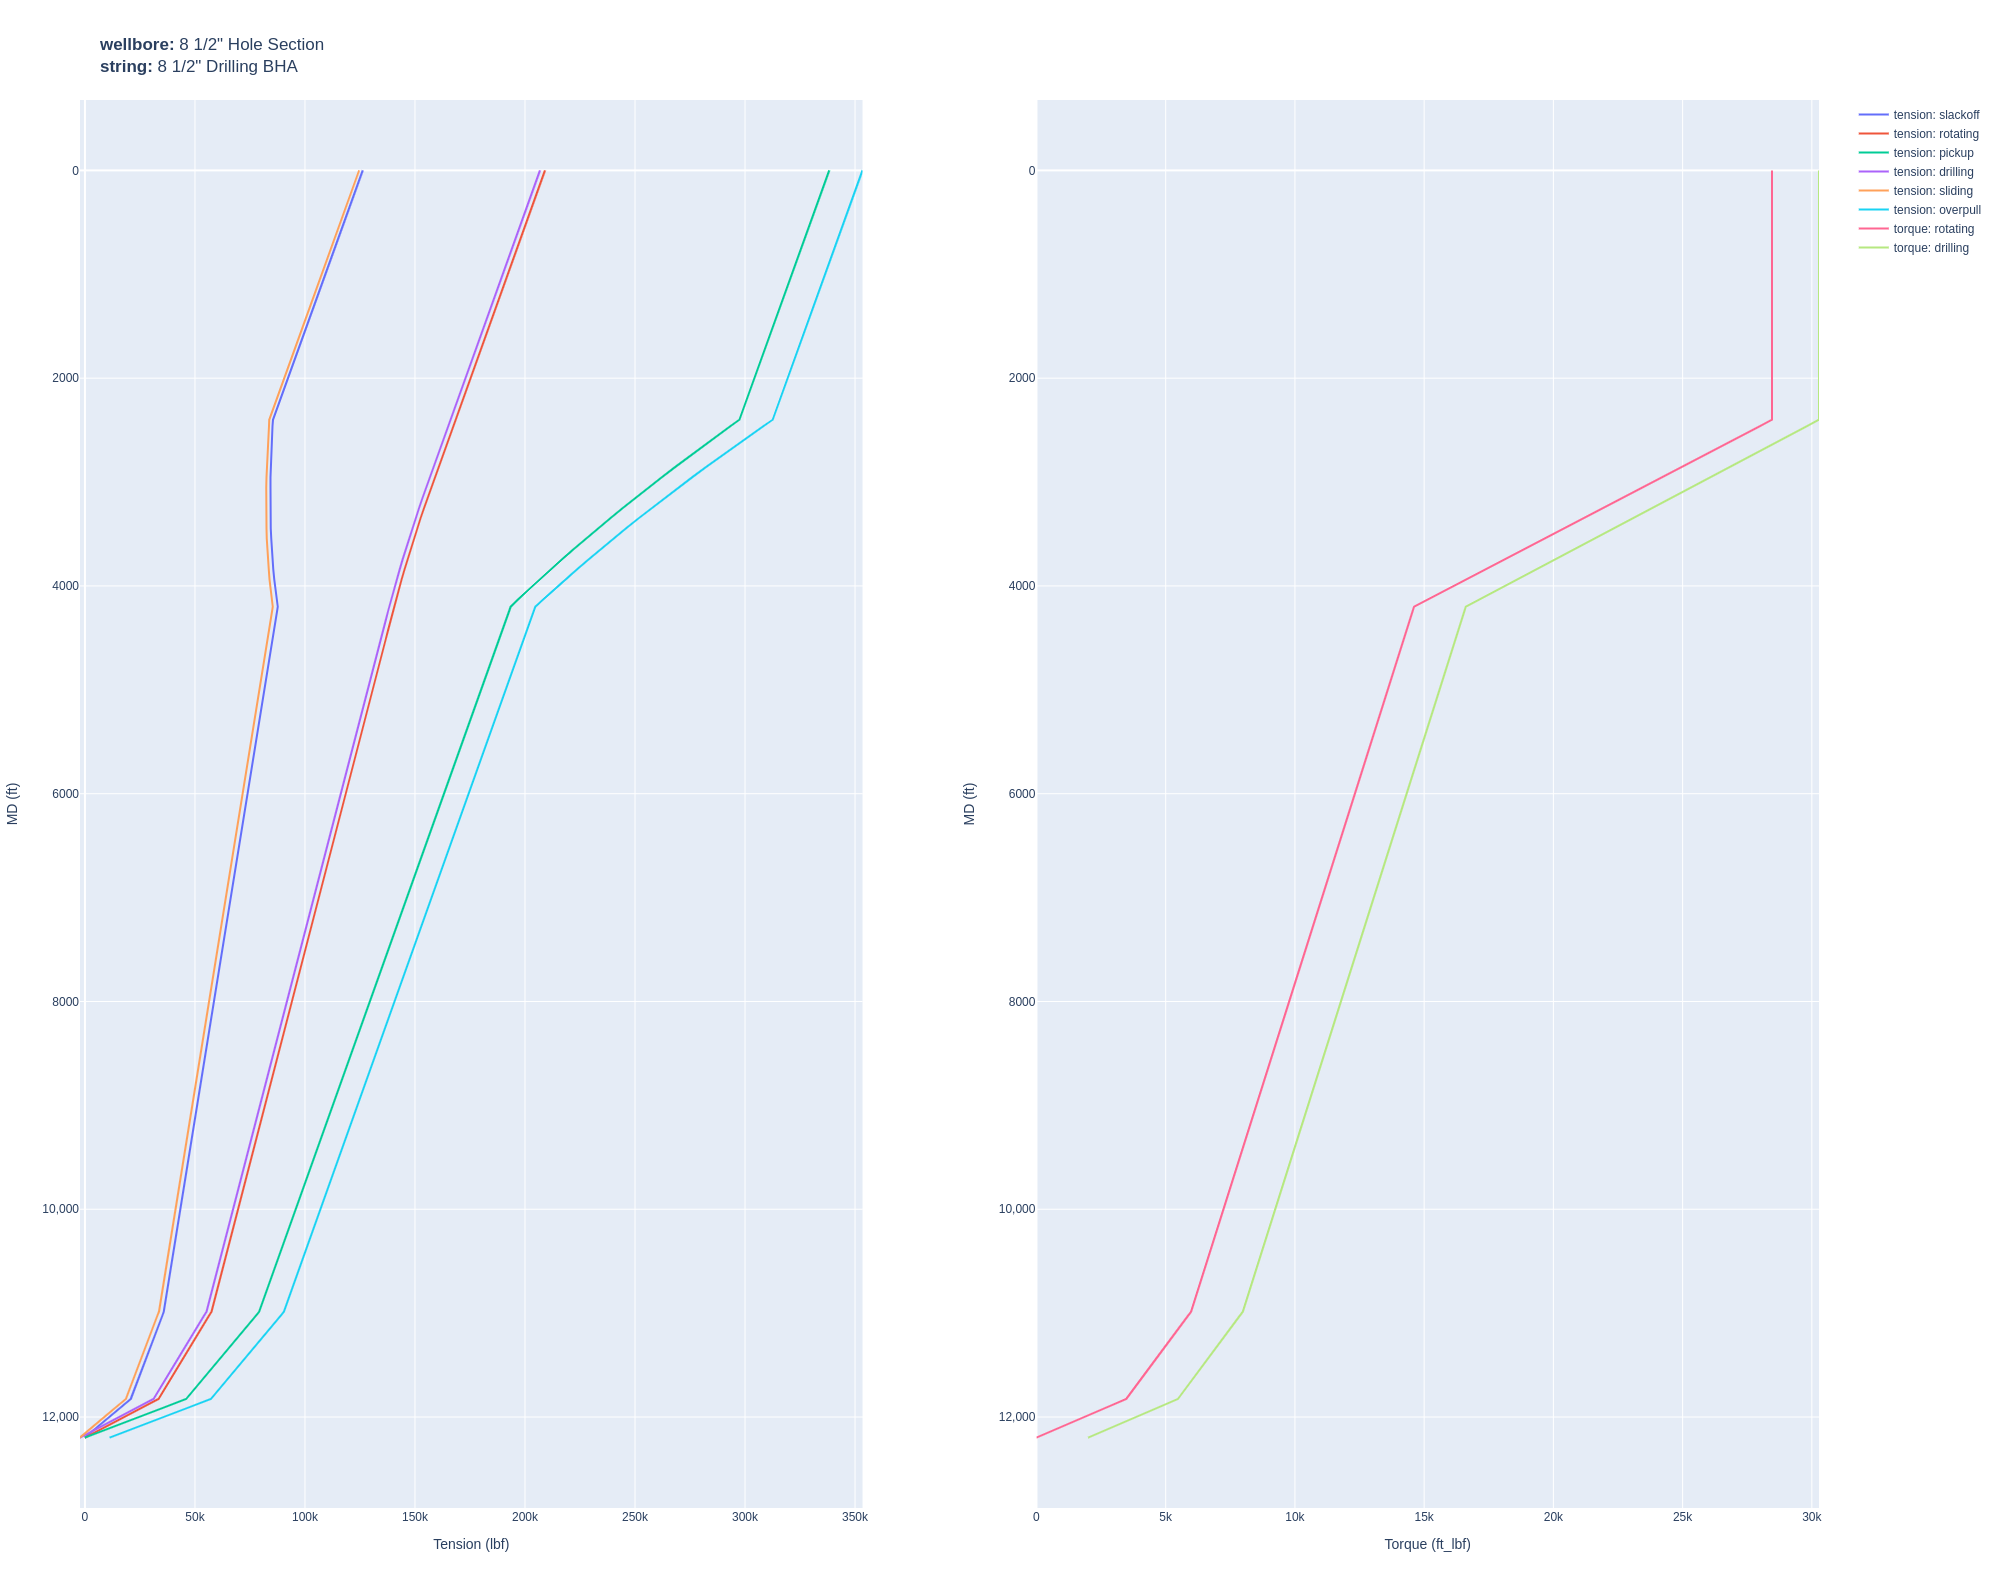 wellbore: 8 1/2" Hole Section
string: 8 1/2" Drilling BHA
0
2000
4000
6000
8000
10,000
12,000
MD (ft)
0
50k
100k
150k
200k
250k
300k
350k
Tension (lbf)
0
2000
4000
6000
8000
10,000
12,000
MD (ft)
0
5k
10k
15k
20k
25k
30k
Torque (ft_lbf)
tension: slackoff
tension: rotating
tension: pickup
tension: drilling
tension: sliding
tension: overpull
torque: rotating
torque: drilling